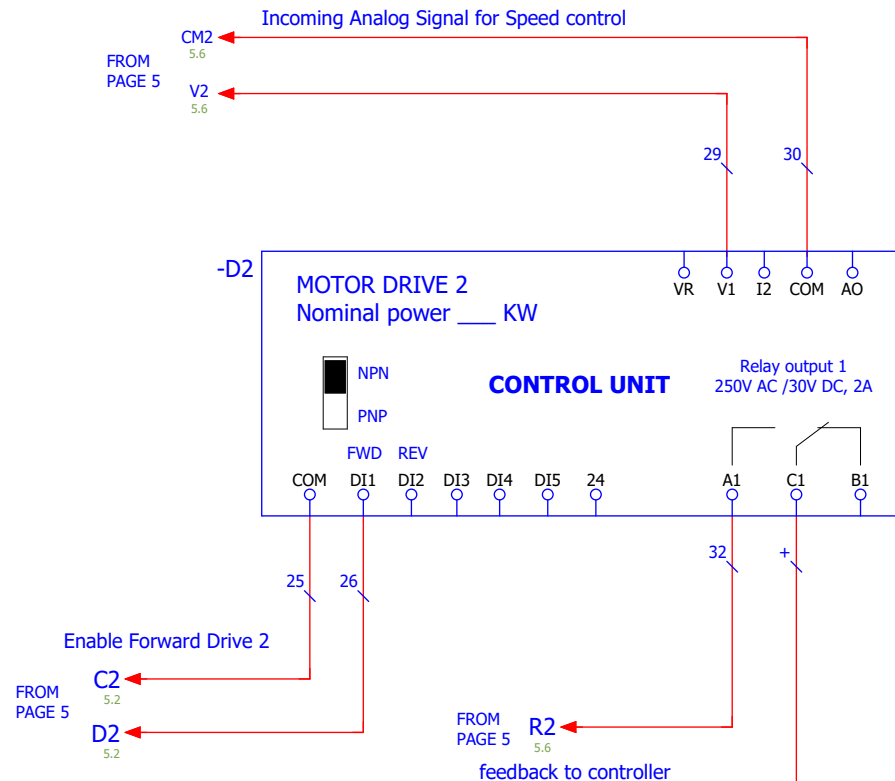 Incoming Analog Signal for Speed control
CM2
5.6
FROM
PAGE 5
V2
5.6
29
30
-D2
MOTOR DRIVE 2
Nominal power ___ KW
VR
V1
I2
COM
AO
NPN
PNP
CONTROL UNIT
Relay output 1
250V AC /30V DC, 2A
FWD
REV
COM
DI1
DI2
DI3
DI4
DI5
24
A1
C1
B1
25
26
32
+
Enable Forward Drive 2
C2
5.2
FROM
PAGE 5
D2
5.2
FROM
PAGE 5
R2
5.6
feedback to controller